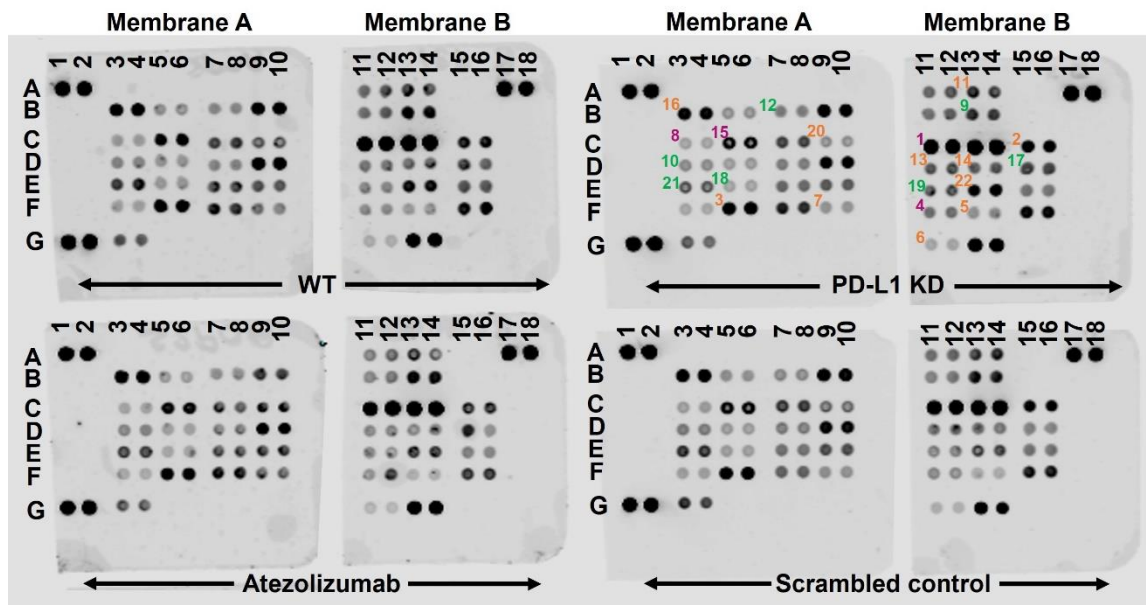 Membrane A Membrane B Membrane A Membrane B
1 2 3 4 5 6 7 8 9 10 11 12 13 14 15 16 17 18
A
B
C
D
E
F
G
WT
1 2 3 4 5 6 7 8 9 10 11 12 13 14 15 16 17 18
A 11
B 16 12 9
C 8 15 20 1 2
D 10 13 14 17
E 21 18 19 22
F 3 7 4 5
G 6
PD-L1 KD
1 2 3 4 5 6 7 8 9 10 11 12 13 14 15 16 17 18
A
B
C
D
E
F
G
Atezolizumab
1 2 3 4 5 6 7 8 9 10 11 12 13 14 15 16 17 18
A
B
C
D
E
F
G
Scrambled control